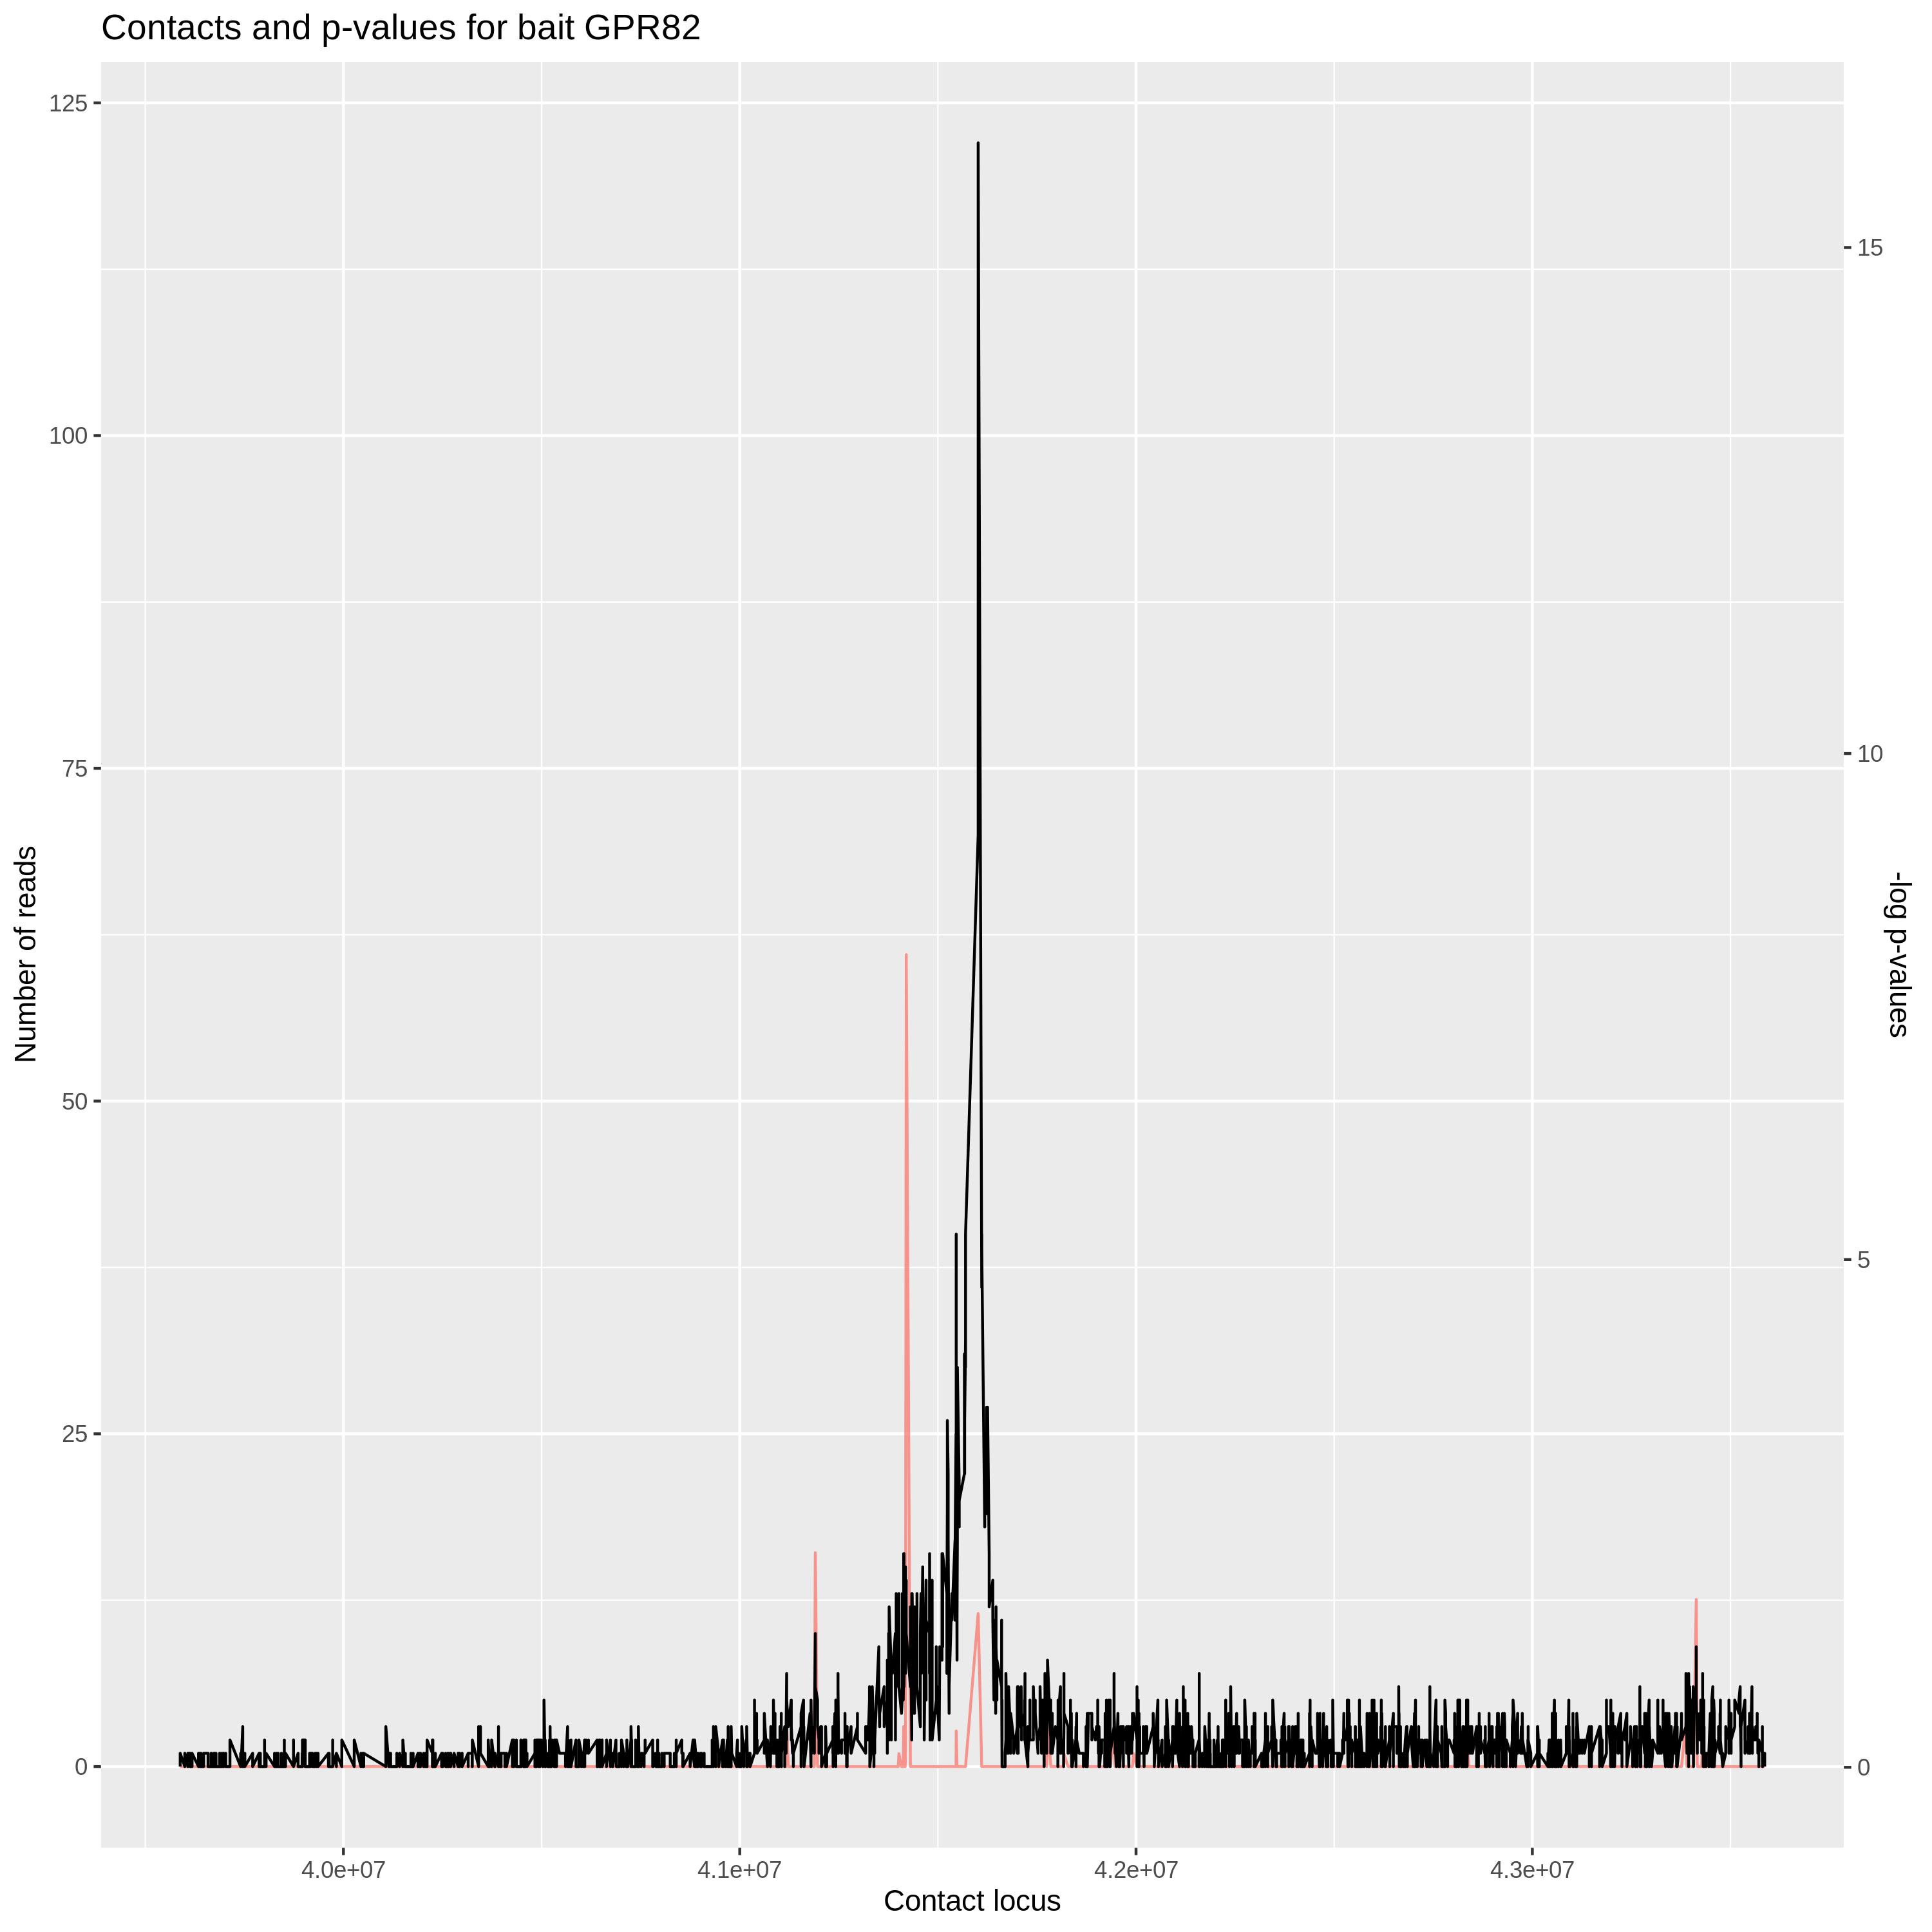 Contacts and p-values for bait GPR82
125
100
75
50
25
0
Number of reads
15
10
5
0
-log p-values
4.0e+07 4.1e+07 4.2e+07 4.3e+07
Contact locus